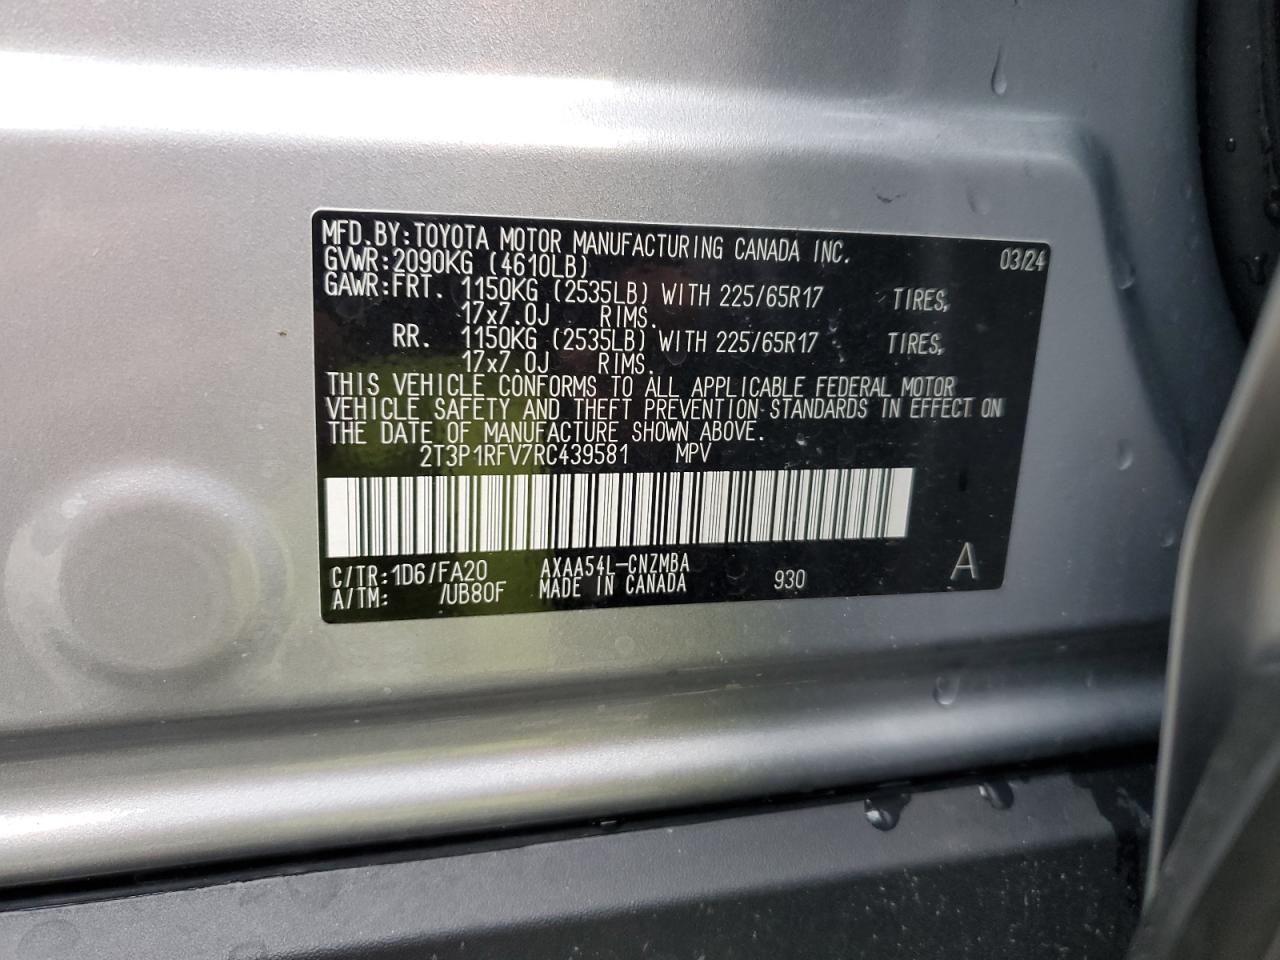 MFD.BY:TOYOTA MOTOR MANUFACTURING CANADA INC. 03/24
GVWR:2090KG (4610LB)
GAWR:FRT. 1150KG (2535LB) WITH 225/65R17 TIRES,
17x7.0J RIMS.
RR. 1150KG (2535LB) WITH 225/65R17 TIRES,
17x7.0J RIMS.
THIS VEHICLE CONFORMS TO ALL APPLICABLE FEDERAL MOTOR
VEHICLE SAFETY AND THEFT PREVENTION STANDARDS IN EFFECT ON
THE DATE OF MANUFACTURE SHOWN ABOVE.
2T3P1RFV7RC439581 MPV
C/TR:1D6/FA20 AXAA54L-CNZMBA
A/TM: /UB80F MADE IN CANADA 930 A